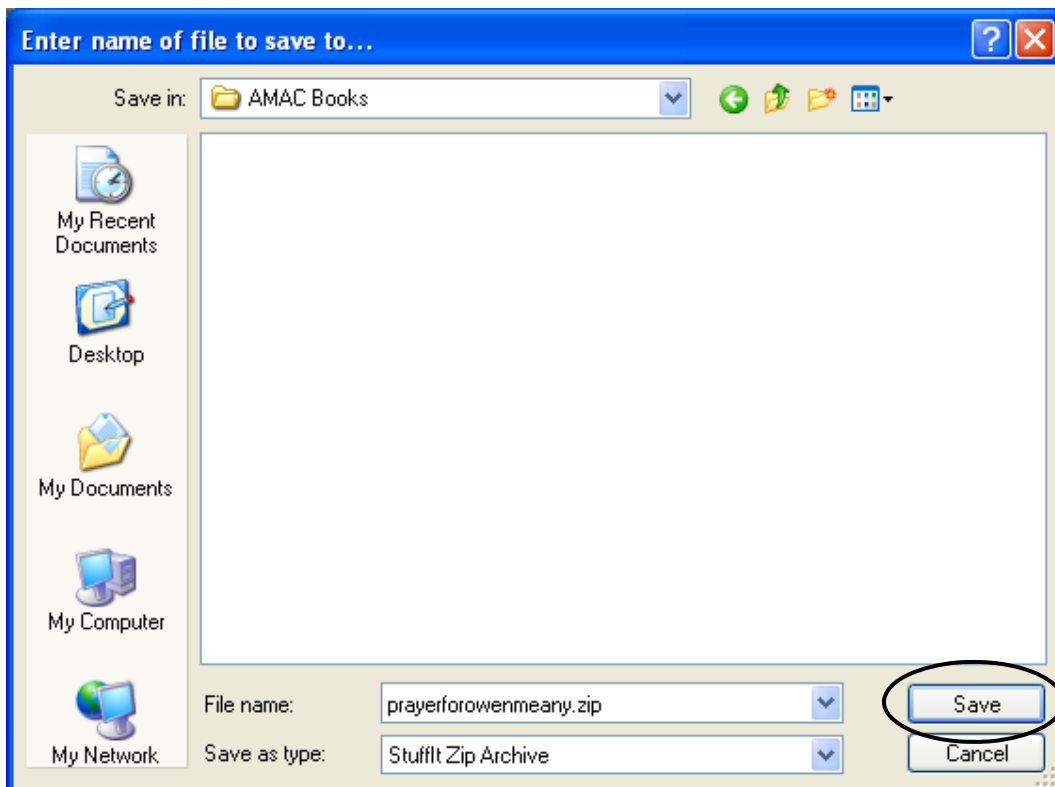 Enter name of file to save to...
Save in: AMAC Books
My Recent
Documents
Desktop
My Documents
My Computer
My Network
File name: prayerforowenmeany.zip Save
Save as type: StuffIt Zip Archive Cancel